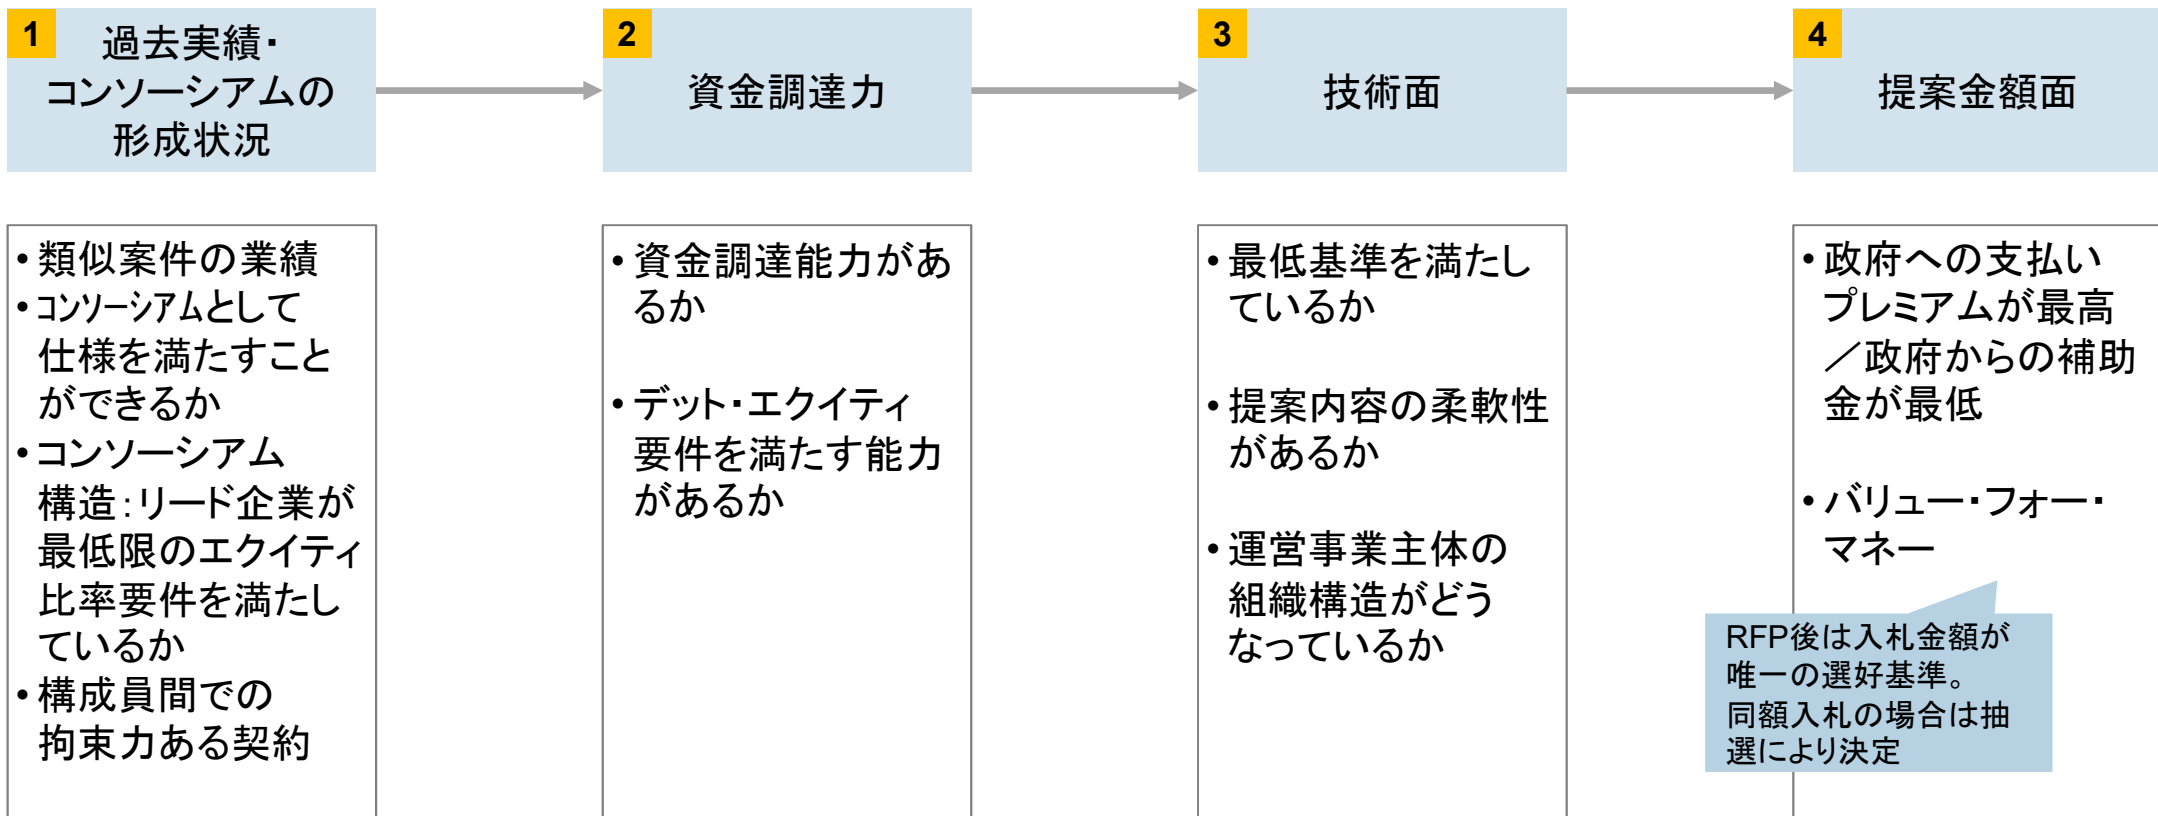 1
過去実績・
コンソーシアムの
形成状況
2
資金調達力
3
技術面
4
提案金額面
• 類似案件の業績
• コンソーシアムとして
仕様を満たすこと
ができるか
• コンソーシアム
構造：リード企業が
最低限のエクイティ
比率要件を満たし
ているか
• 構成員間での
拘束力ある契約
• 資金調達能力があ
るか
• デット・エクイティ
要件を満たす能力
があるか
• 最低基準を満たし
ているか
• 提案内容の柔軟性
があるか
• 運営事業主体の
組織構造がどう
なっているか
• 政府への支払い
プレミアムが最高
／政府からの補助
金が最低
• バリュー・フォー・
マネー
RFP後は入札金額が
唯一の選好基準。
同額入札の場合は抽
選により決定